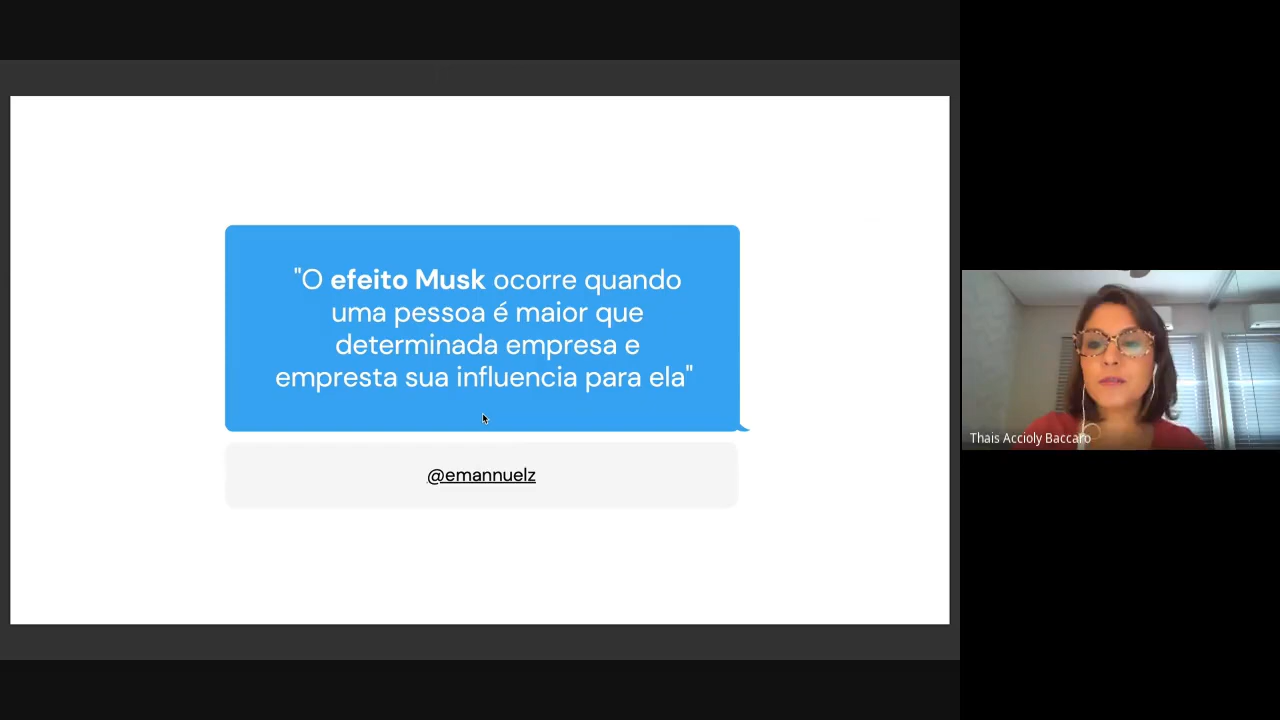 "O efeito Musk ocorre quando
uma pessoa é maior que
determinada empresa e
empresta sua influencia para ela"
@emannuelz
Thais Accioly Baccaro